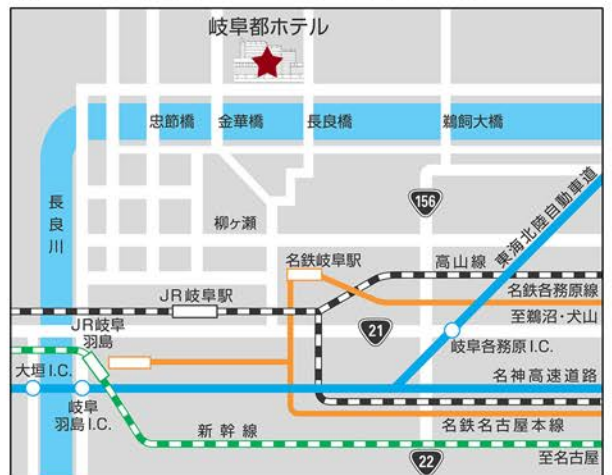 岐阜都ホテル
忠節橋
金華橋
長良橋
鵜飼大橋
長良川
156
東海北陸自動車道
柳ヶ瀬
名鉄岐阜駅
高山線
JR岐阜駅
名鉄各務原線
至鵜沼・犬山
JR岐阜
羽島
21
岐阜各務原I.C.
大垣I.C.
名神高速道路
岐阜
羽島I.C.
新幹線
名鉄名古屋本線
22
至名古屋